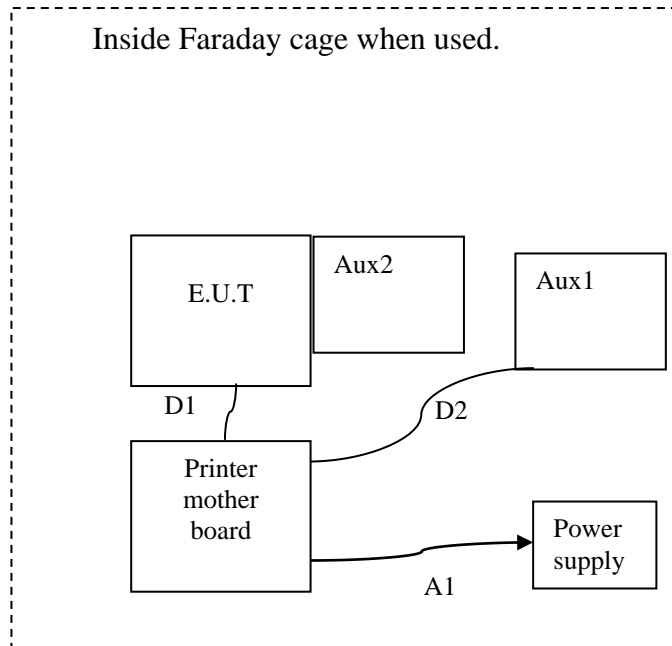 Inside Faraday cage when used.
E.U.T
Aux2
Aux1
D1
D2
Printer
mother
board
Power
supply
A1